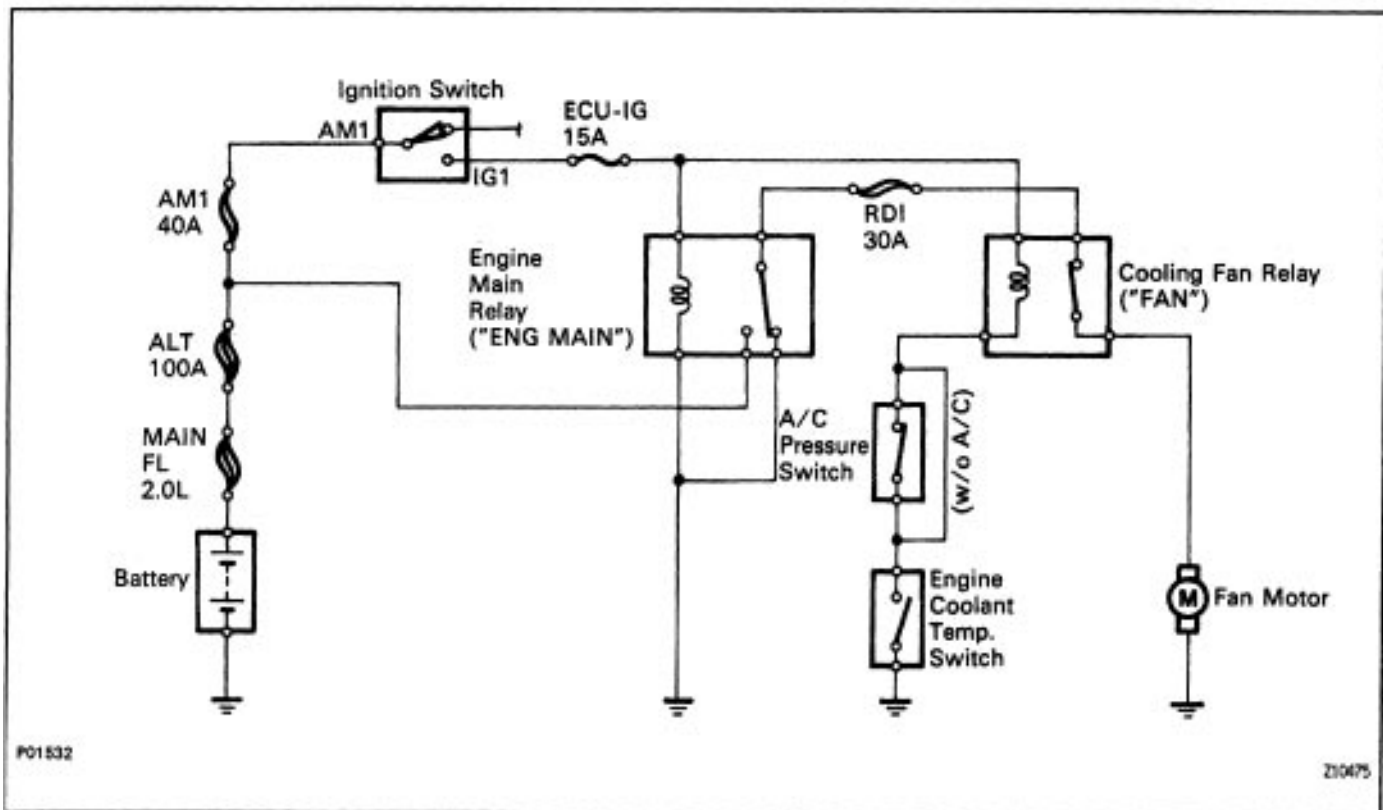 Ignition Switch
AM1
IG1
ECU-IG
15A
AM1
40A
RDI
30A
Engine
Main
Relay
("ENG MAIN")
Cooling Fan Relay
("FAN")
ALT
100A
MAIN
FL
2.0L
A/C
Pressure
Switch
(w/o A/C)
Battery
Engine
Coolant
Temp.
Switch
M
Fan Motor
P01532
Z10475